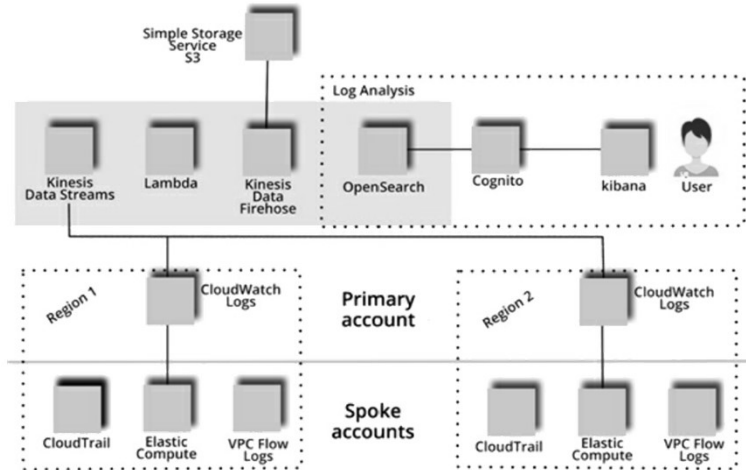 Simple Storage
Service
S3
Log Analysis
Kinesis
Data Streams
Lambda
Kinesis
Data
Firehose
OpenSearch
Cognito
kibana
User
Region 1
CloudWatch
Logs
Primary
account
Region 2
CloudWatch
Logs
CloudTrail
Elastic
Compute
VPC Flow
Logs
Spoke
accounts
CloudTrail
Elastic
Compute
VPC Flow
Logs